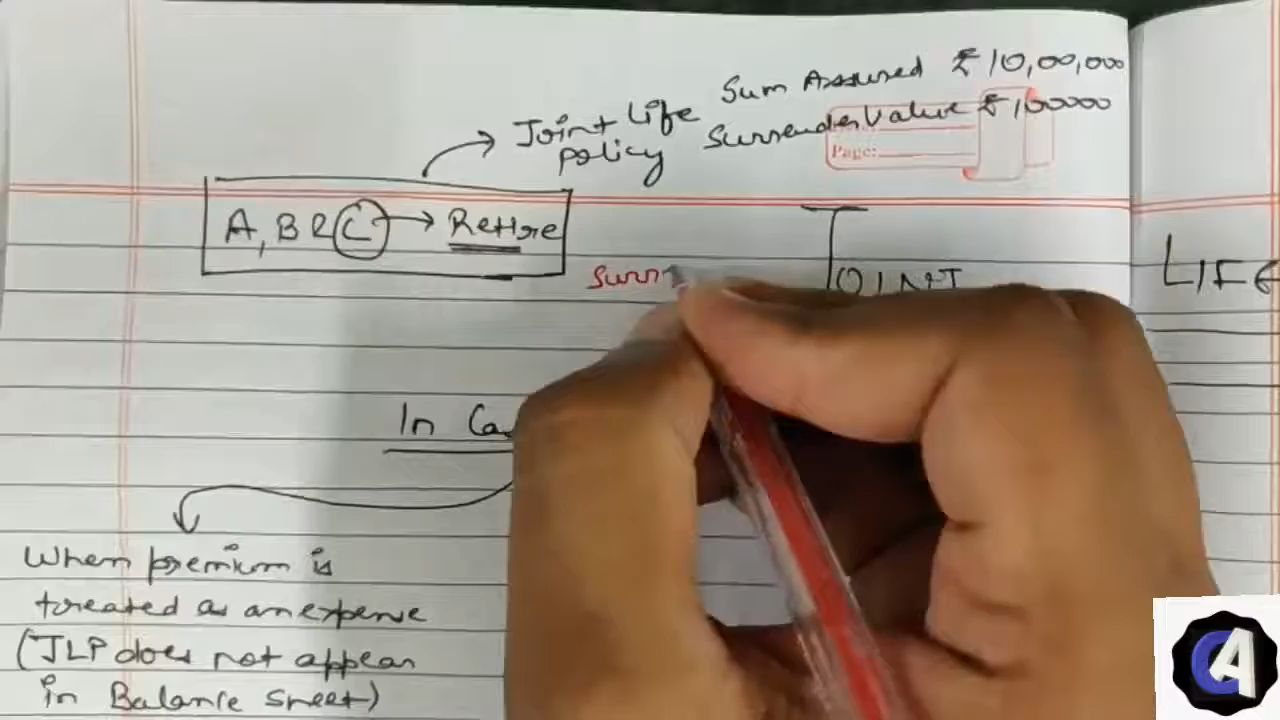 Sum Assured ₹10,00,000
Joint Life Surrender Value ₹100000
policy
Page:
A, B & C → Retire
Surr
JOINT LIFE
In Ca
When premium is
treated as an expense
(JLP does not appear
in Balance Sheet)
CA